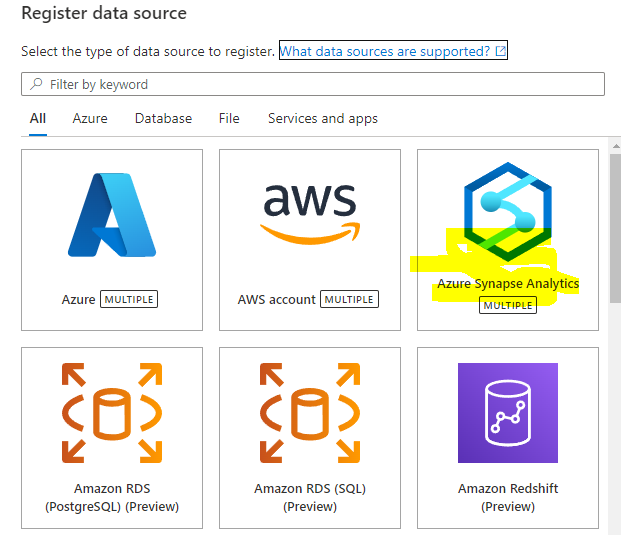 Register data source
Select the type of data source to register. What data sources are supported?
Filter by keyword
All Azure Database File Services and apps
aws
Azure MULTIPLE
AWS account MULTIPLE
Azure Synapse Analytics
MULTIPLE
Amazon RDS
(PostgreSQL) (Preview)
Amazon RDS (SQL)
(Preview)
Amazon Redshift
(Preview)